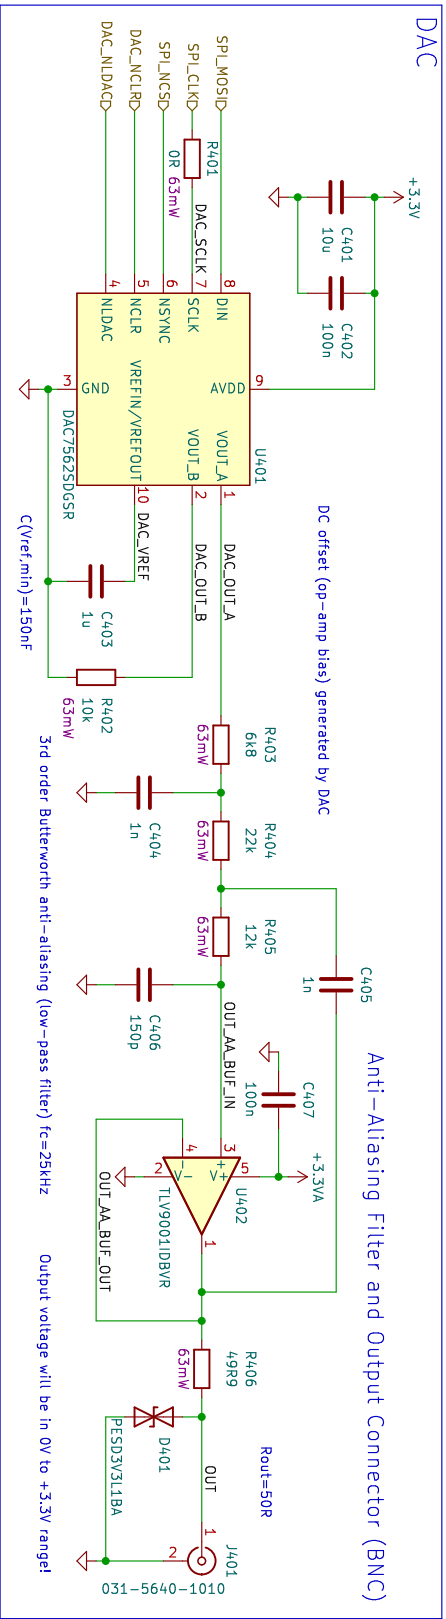 DAC
DAC_NLDAC
DAC_NCLR
SPI_NCS
SPI_CLK
SPI_MOSI
R401
0R
63mW
DAC_SCLK
+3.3V
C401
10u
C402
100n
4
5
6
7
8
NLDAC
NCLR
NSYNC
SCLK
DIN
3
GND
AVDD
9
VREFIN/VREFOUT
VOUT_B
VOUT_A
10
2
1
U401
DAC7562SDGSR
DAC_VREF
DAC_OUT_B
DAC_OUT_A
C(Vref,min)=150nF
C403
1u
R402
10k
63mW
DC offset (op-amp bias) generated by DAC
R403
6k8
63mW
C404
1n
R404
22k
63mW
R405
12k
63mW
C405
1n
C406
150p
OUT_AA_BUF_IN
C407
100n
+3.3VA
3rd order Butterworth anti-aliasing (low-pass filter) fc=25kHz
Anti-Aliasing Filter and Output Connector (BNC)
4
3
2
5
-
+
V-
V+
1
U402
TLV9001IDBVR
OUT_AA_BUF_OUT
R406
49R9
63mW
D401
PESD3V3L1BA
OUT
Rout=50R
1
2
J401
031-5640-1010
Output voltage will be in 0V to +3.3V range!